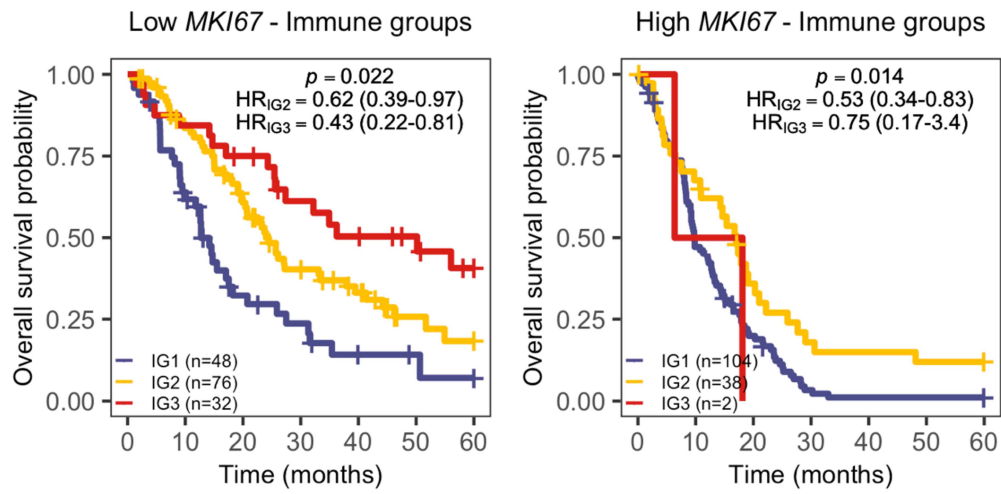 Low MKI67 - Immune groups
p = 0.022
HRIG2 = 0.62 (0.39-0.97)
HRIG3 = 0.43 (0.22-0.81)
Overall survival probability
1.00
0.75
0.50
0.25
0.00
IG1 (n=48)
IG2 (n=76)
IG3 (n=32)
0 10 20 30 40 50 60
Time (months)
High MKI67 - Immune groups
p = 0.014
HRIG2 = 0.53 (0.34-0.83)
HRIG3 = 0.75 (0.17-3.4)
Overall survival probability
1.00
0.75
0.50
0.25
0.00
IG1 (n=104)
IG2 (n=38)
IG3 (n=2)
0 10 20 30 40 50 60
Time (months)